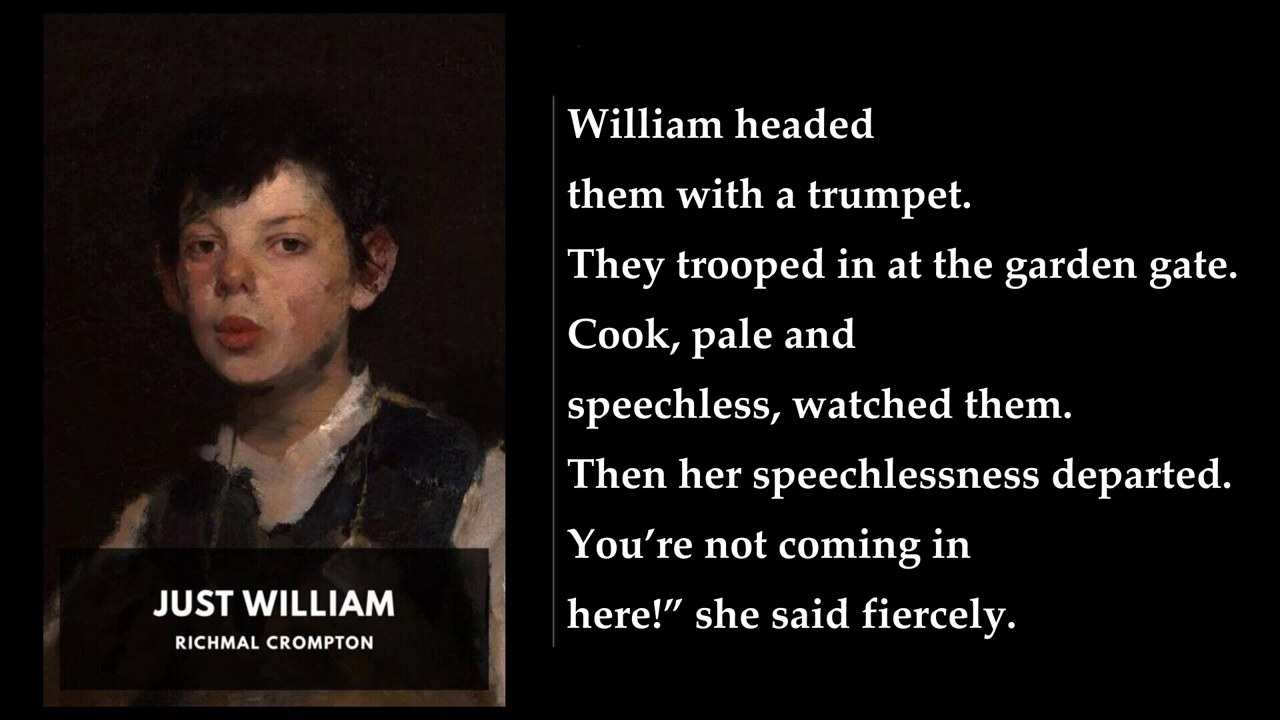 JUST WILLIAM
RICHMAL CROMPTON
William headed
them with a trumpet.
They trooped in at the garden gate.
Cook, pale and
speechless, watched them.
Then her speechlessness departed.
You’re not coming in
here!” she said fiercely.